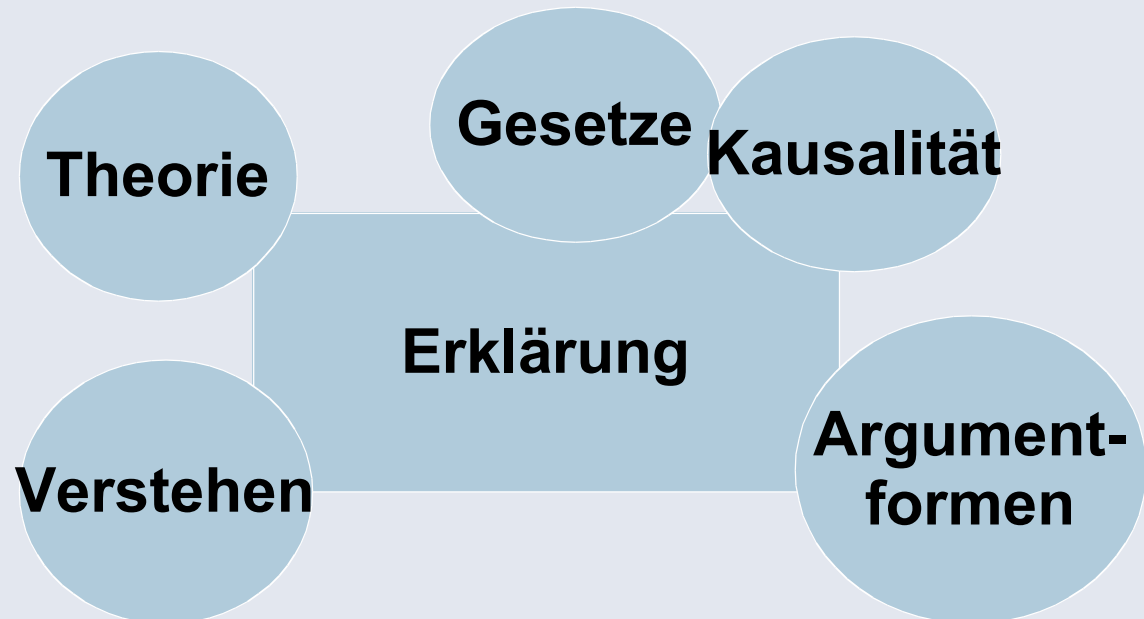 Gesetze
Kausalität
Theorie
Erklärung
Argument-
formen
Verstehen